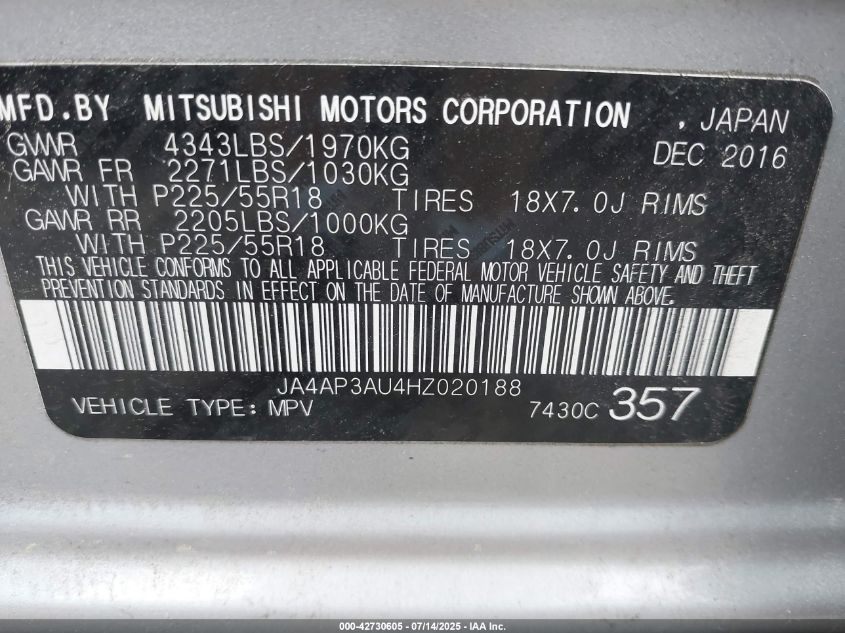 MFD.BY MITSUBISHI MOTORS CORPORATION , JAPAN
GVWR 4343LBS/1970KG DEC 2016
GAWR FR 2271LBS/1030KG
WITH P225/55R18 TIRES 18X7.0J RIMS
GAWR RR 2205LBS/1000KG
WITH P225/55R18 TIRES 18X7.0J RIMS
THIS VEHICLE CONFORMS TO ALL APPLICABLE FEDERAL MOTOR VEHICLE SAFETY AND THEFT
PREVENTION STANDARDS IN EFFECT ON THE DATE OF MANUFACTURE SHOWN ABOVE.
JA4AP3AU4HZ020188
VEHICLE TYPE: MPV 7430C 357
000-42730605 - 07/14/2025 - IAA Inc.